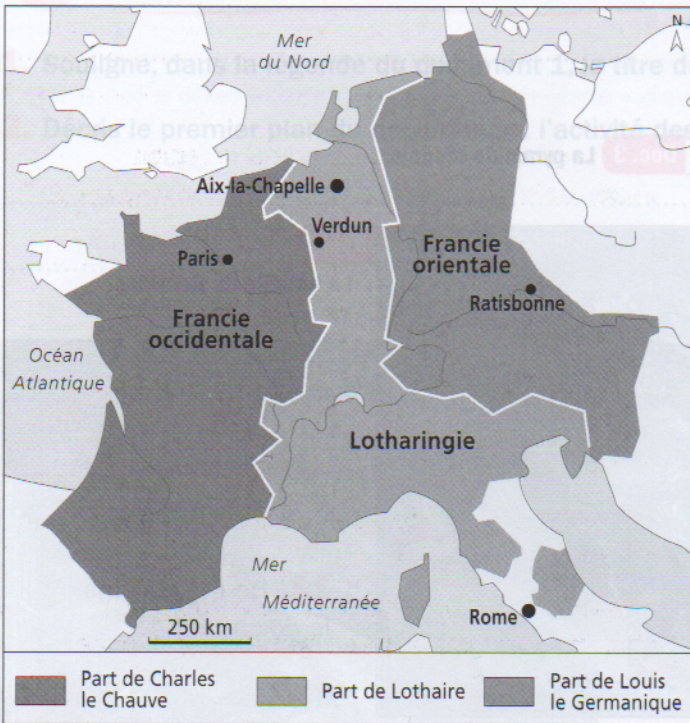 N
Mer
du Nord
Aix-la-Chapelle
Verdun
Paris
Francie
orientale
Ratisbonne
Francie
occidentale
Océan
Atlantique
Lotharingie
Mer
Méditerranée
Rome
250 km
Part de Charles
le Chauve
Part de Lothaire
Part de Louis
le Germanique